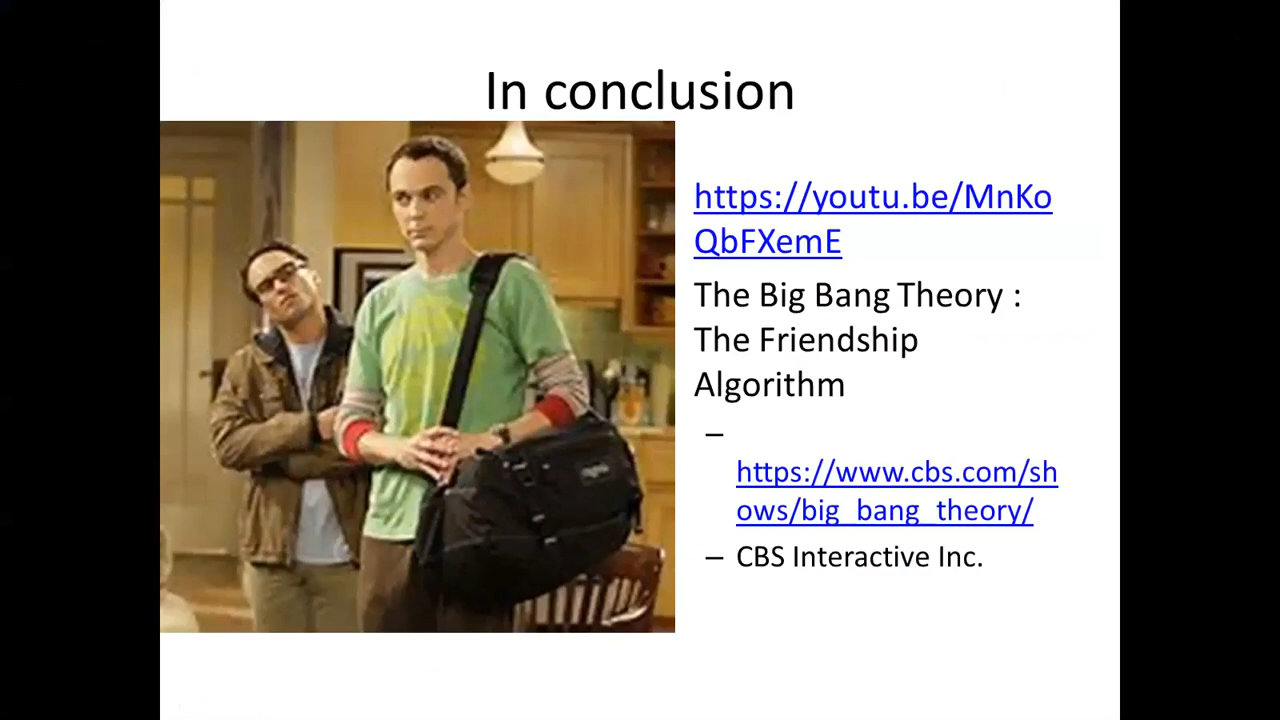 In conclusion
https://youtu.be/MnKo
QbFXemE
The Big Bang Theory :
The Friendship
Algorithm
–
https://www.cbs.com/sh
ows/big_bang_theory/
– CBS Interactive Inc.